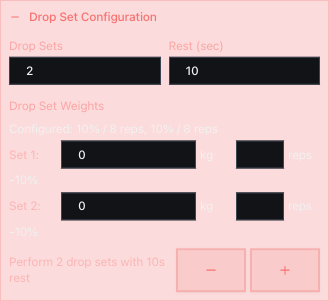 − Drop Set Configuration
Drop Sets Rest (sec)
2 10
Drop Set Weights
Configured: 10% / 8 reps, 10% / 8 reps
Set 1: 0 kg reps
-10%
Set 2: 0 kg reps
-10%
Perform 2 drop sets with 10s
rest
− +